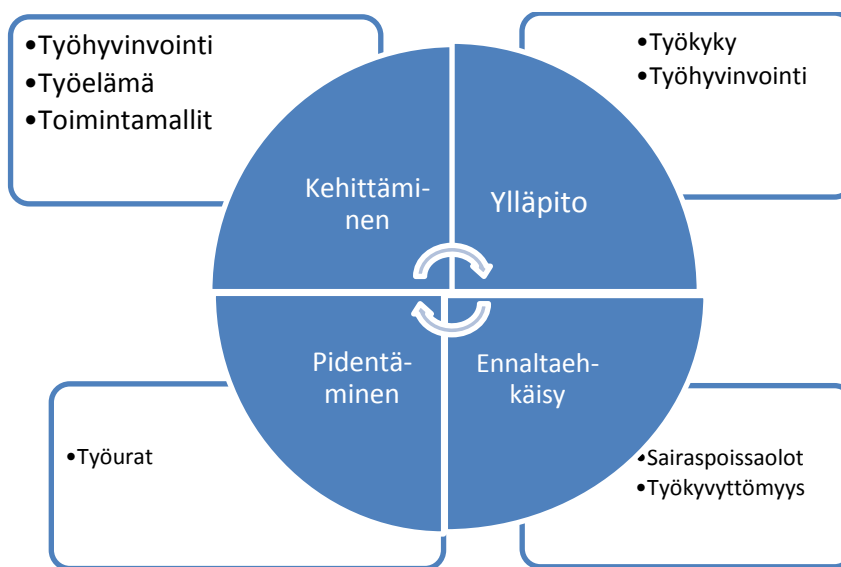 •Työhyvinvointi
•Työelämä
•Toimintamallit
•Työkyky
•Työhyvinvointi
Kehittämi-
nen
Ylläpito
Pidentä-
minen
Ennaltaeh-
käisy
•Työurat
•Sairaspoissaolot
•Työkyvyttömyys